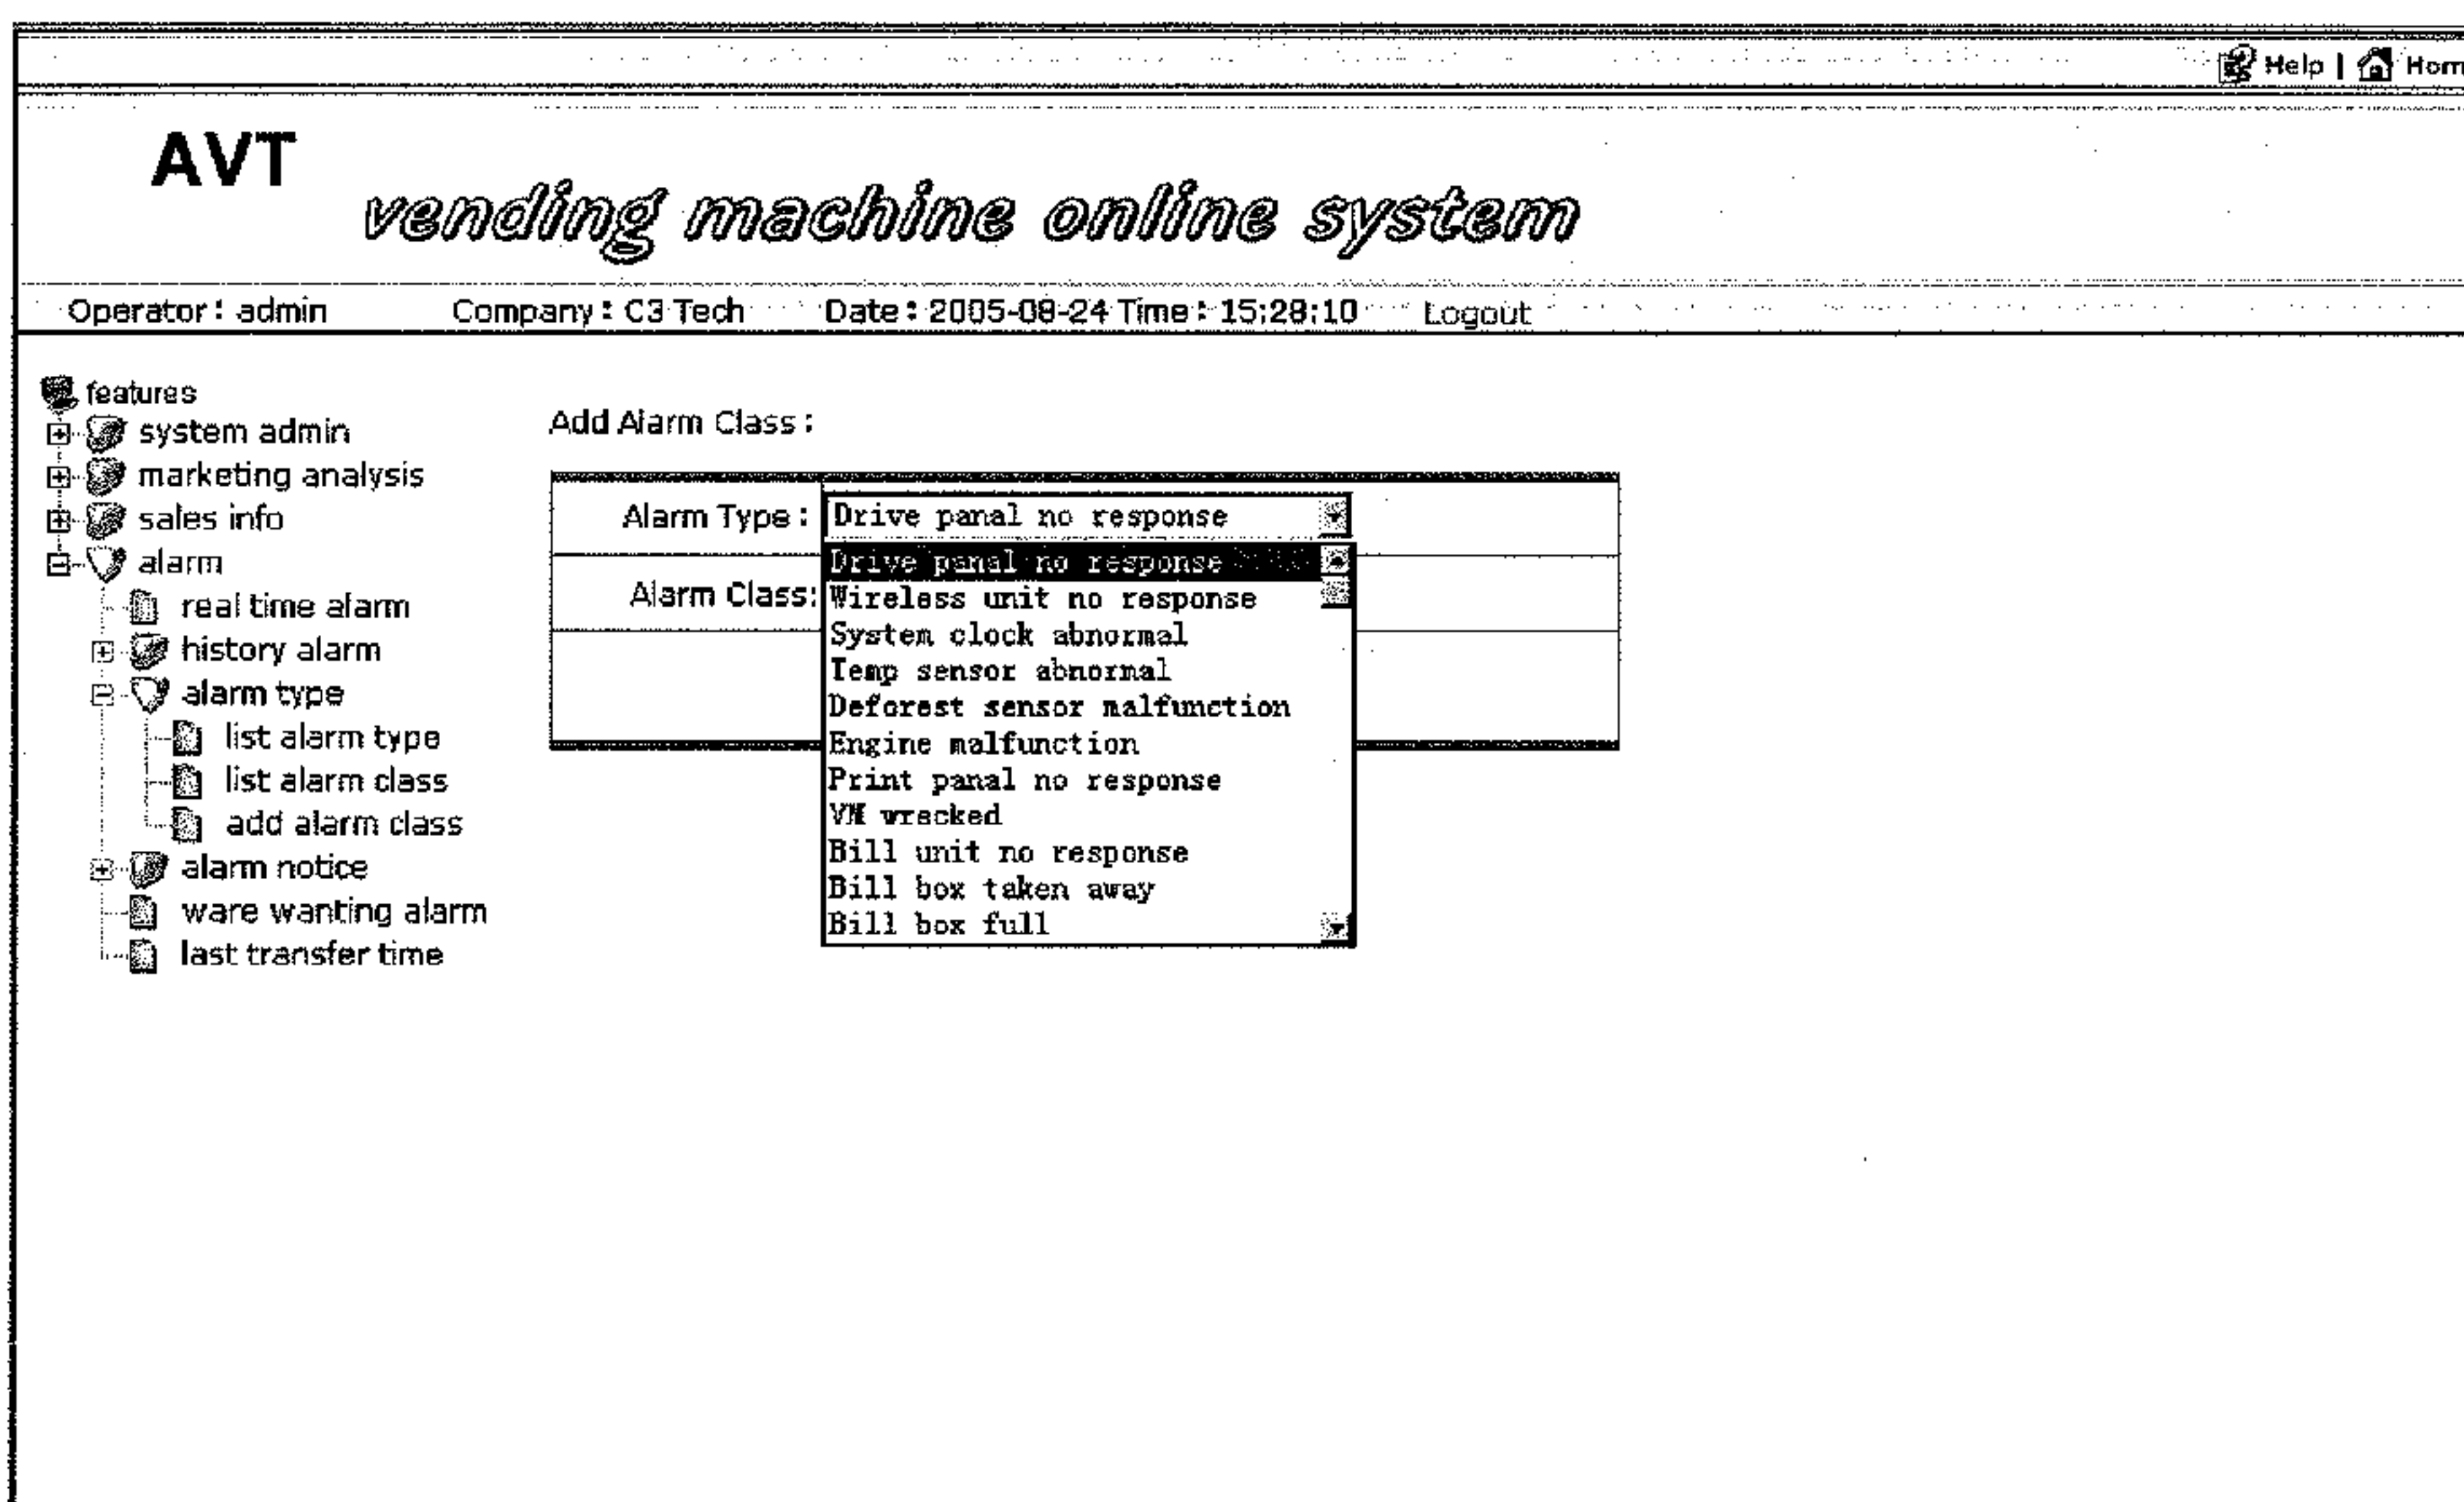 Help | Hom
AVT
vending machine online system
Operator: admin Company: C3 Tech Date: 2005-08-24 Time: 15:28:10 Logout
features
system admin
marketing analysis
sales info
alarm
real time alarm
history alarm
alarm type
list alarm type
list alarm class
add alarm class
alarm notice
ware wanting alarm
last transfer time
Add Alarm Class:
Alarm Type: Drive panal no response
Alarm Class:
Drive panal no response
Wireless unit no response
System clock abnormal
Temp sensor abnormal
Deforest sensor malfunction
Engine malfunction
Print panal no response
VM wrecked
Bill unit no response
Bill box taken away
Bill box full